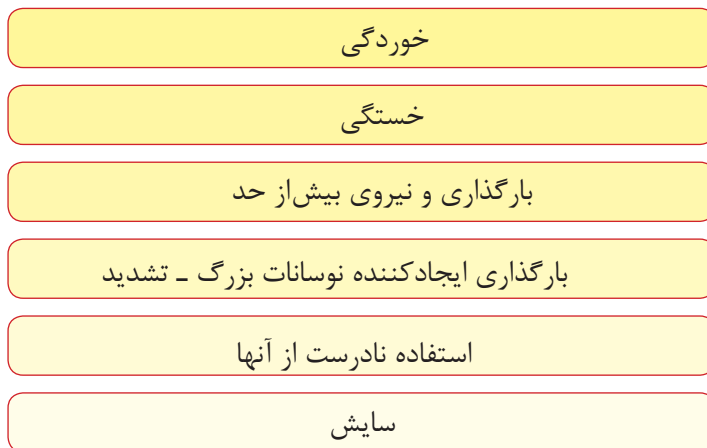 خوردگی
خستگی
بارگذاری و نیروی بیش‌از حد
بارگذاری ایجادکننده نوسانات بزرگ ـ تشدید
استفاده نادرست از آنها
سایش